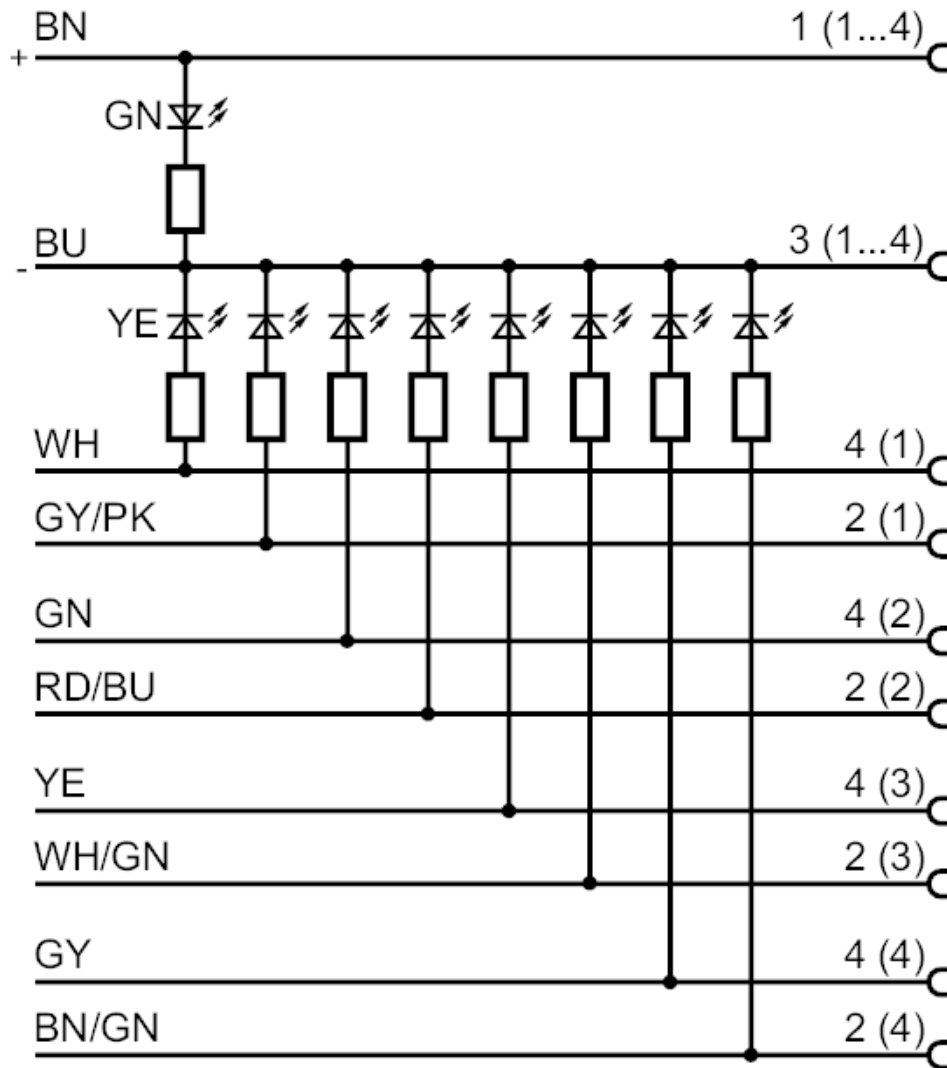 BN 1 (1...4)
+
GN
BU 3 (1...4)
-
YE
WH 4 (1)
GY/PK 2 (1)
GN 4 (2)
RD/BU 2 (2)
YE 4 (3)
WH/GN 2 (3)
GY 4 (4)
BN/GN 2 (4)